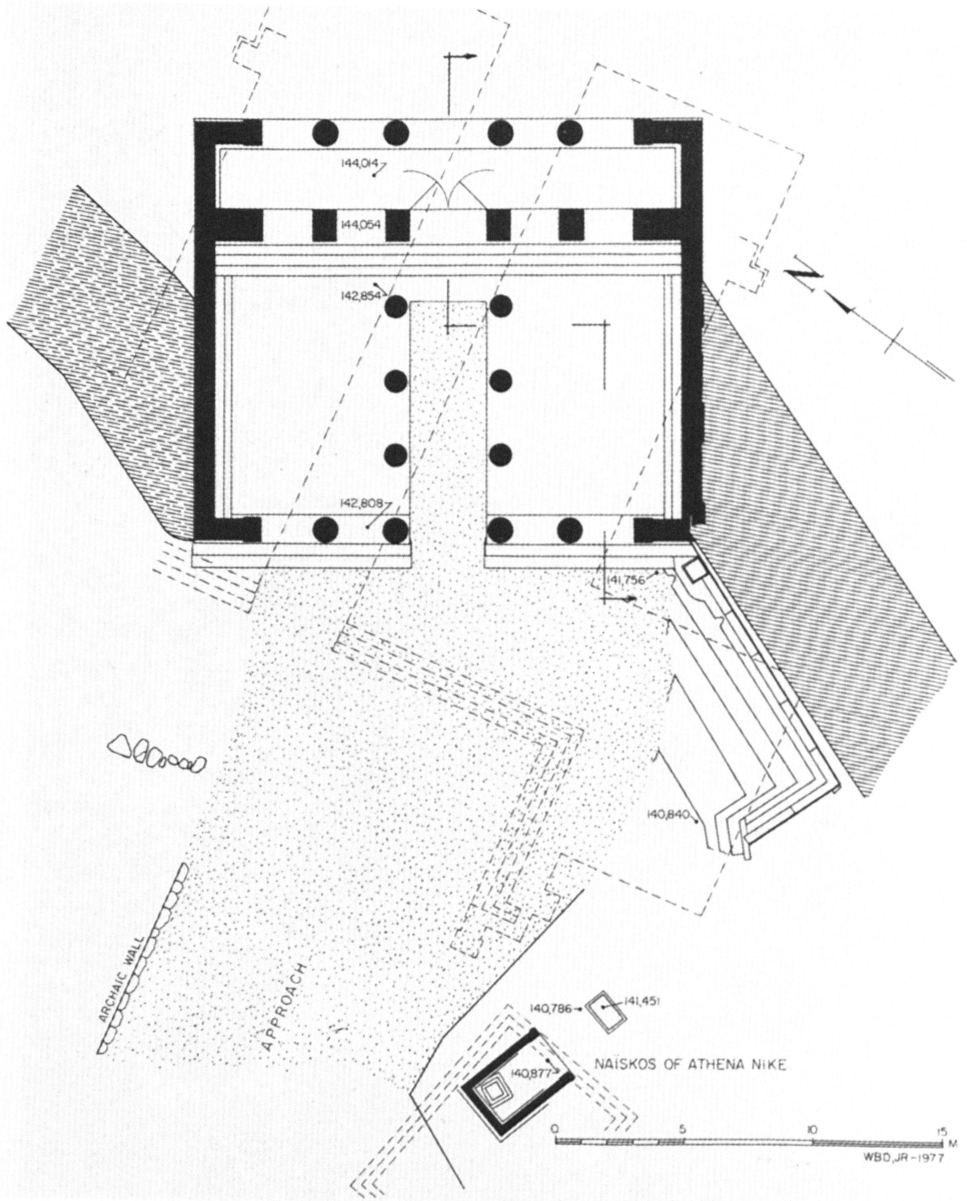 144,014
144,054
142,854
N
142,808
141,756
140,840
ARCHAIC WALL
APPROACH
140,786
141,451
NAÏSKOS OF ATHENA NIKE
140,877
0 5 10 15 M
WBD,JR-1977